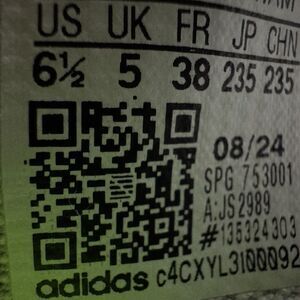 US UK FR JP CHN
6½ 5 38 235 235
08/24
SPG 753001
A:JS2989
#135324303
adidas c4CXYL3100092